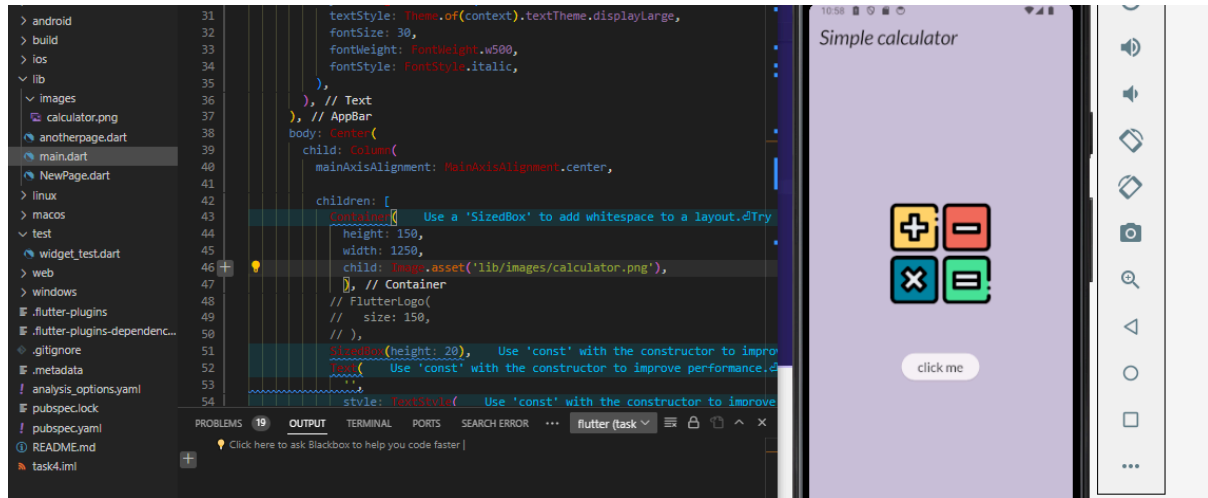 android
build
ios
lib
images
calculator.png
anotherpage.dart
main.dart
NewPage.dart
linux
macos
test
widget_test.dart
web
windows
.flutter-plugins
.flutter-plugins-dependenc...
.gitignore
.metadata
analysis_options.yaml
pubspec.lock
pubspec.yaml
README.md
task4.iml
31 textStyle: Theme.of(context).textTheme.displayLarge,
32 fontSize: 30,
33 fontWeight: FontWeight.w500,
34 fontStyle: FontStyle.italic,
35 ),
36 ), // Text
37 ), // AppBar
38 body: Center(
39 child: Column(
40 mainAxisAlignment: MainAxisAlignment.center,
41
42 children: [
43 Container( Use a 'SizedBox' to add whitespace to a layout.⏎Try
44 height: 150,
45 width: 1250,
46 child: Image.asset('lib/images/calculator.png'),
47 ), // Container
48 // FlutterLogo(
49 // size: 150,
50 // ),
51 SizedBox(height: 20), Use 'const' with the constructor to impro
52 Text( Use 'const' with the constructor to improve performance.⏎
53 '',
54 style: TextStyle( Use 'const' with the constructor to improve
PROBLEMS 19 OUTPUT TERMINAL PORTS SEARCH ERROR ... flutter (task
Click here to ask Blackbox to help you code faster
10:58
Simple calculator
click me